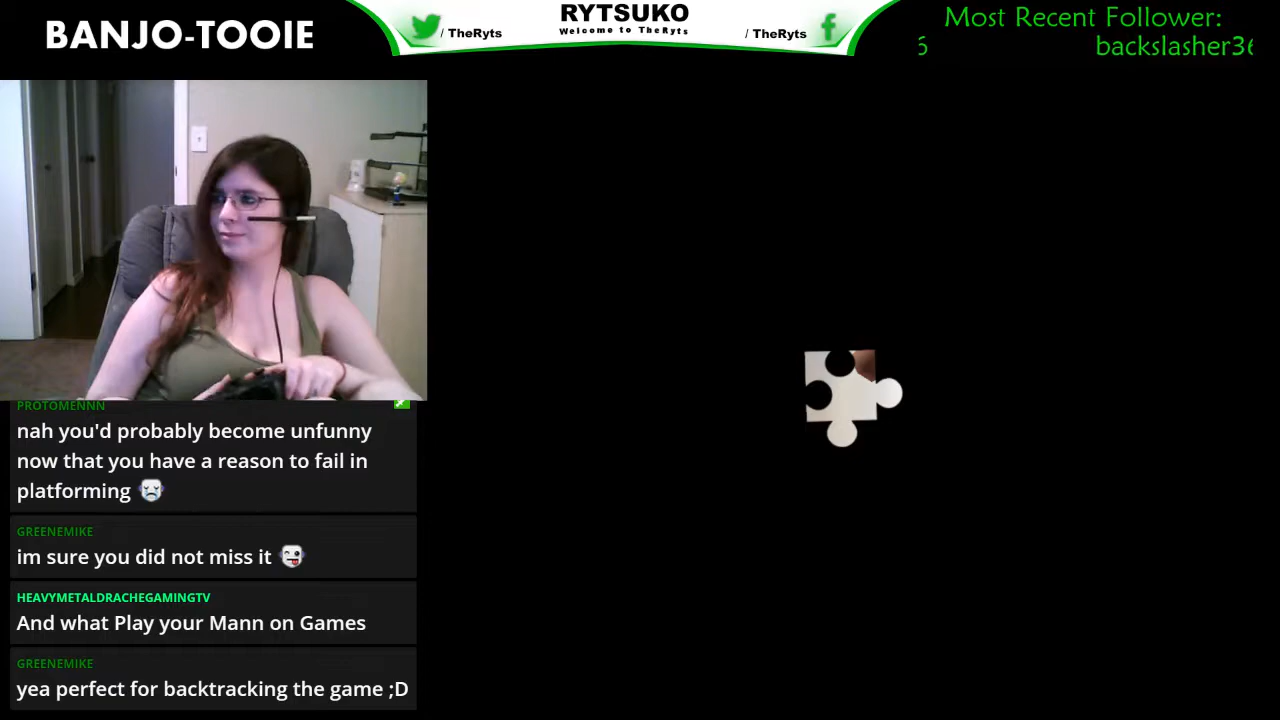 BANJO-TOOIE
/ TheRyts
RYTSUKO
Welcome to TheRyts
/ TheRyts
Most Recent Follower:
6 backslasher36
PROTOMENNN
nah you'd probably become unfunny
now that you have a reason to fail in
platforming
GREENEMIKE
im sure you did not miss it
HEAVYMETALDRACHEGAMINGTV
And what Play your Mann on Games
GREENEMIKE
yea perfect for backtracking the game ;D